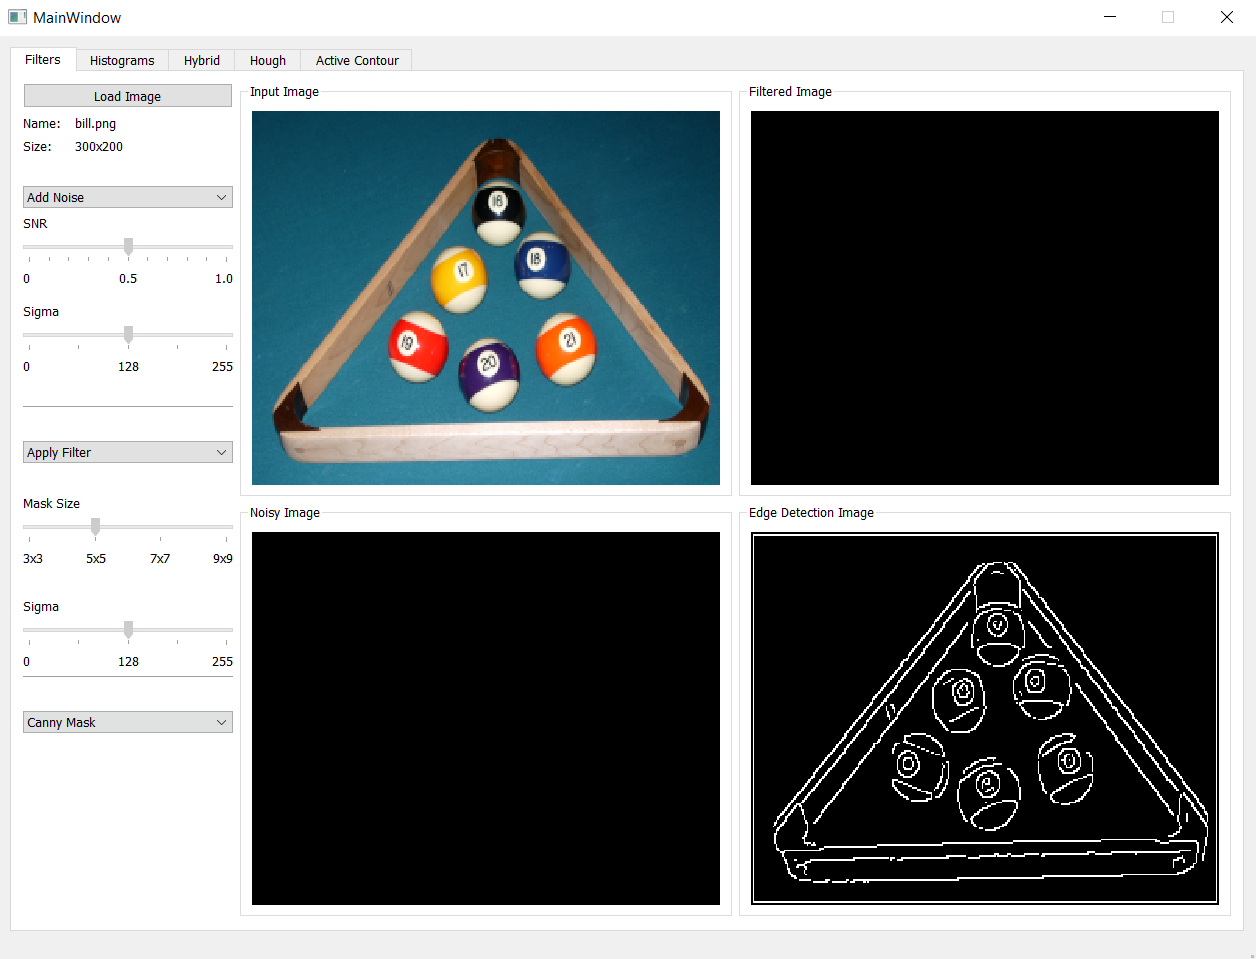 MainWindow
Filters Histograms Hybrid Hough Active Contour
Load Image
Name: bill.png
Size: 300x200
Add Noise
SNR
0 0.5 1.0
Sigma
0 128 255
Apply Filter
Mask Size
3x3 5x5 7x7 9x9
Sigma
0 128 255
Canny Mask
Input Image
16
17
18
19
20
21
Filtered Image
Noisy Image
Edge Detection Image